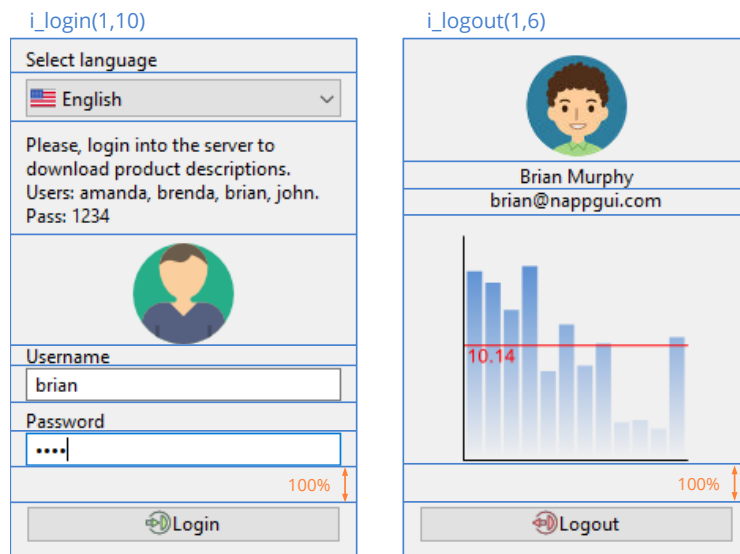 i_login(1,10)
Select language
English
Please, login into the server to
download product descriptions.
Users: amanda, brenda, brian, john.
Pass: 1234
Username
brian
Password
••••
100%
Login
i_logout(1,6)
Brian Murphy
brian@nappgui.com
10.14
100%
Logout